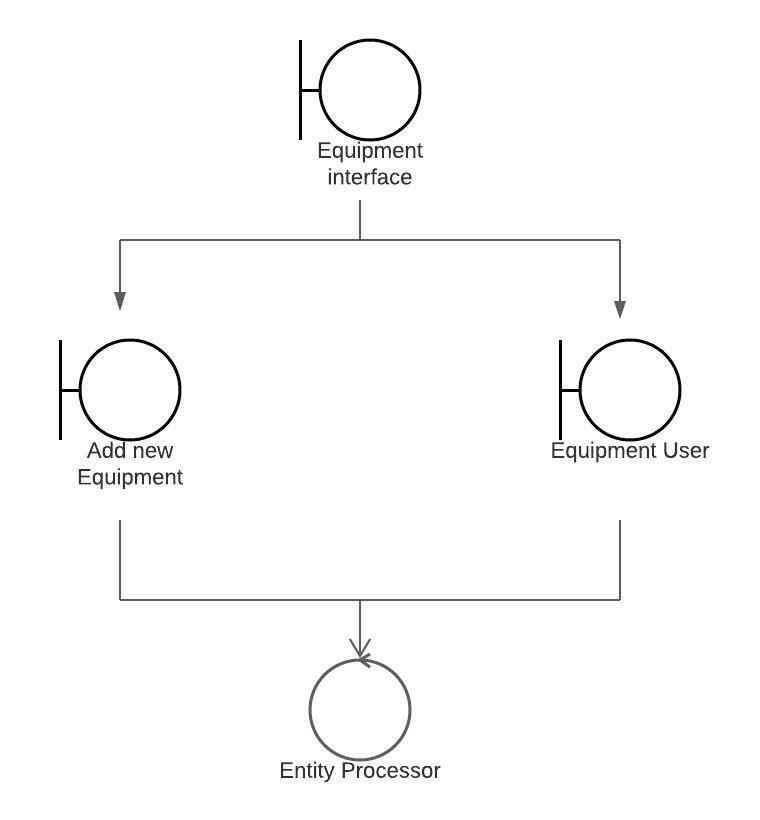 Equipment
interface
Add new
Equipment
Equipment User
Entity Processor